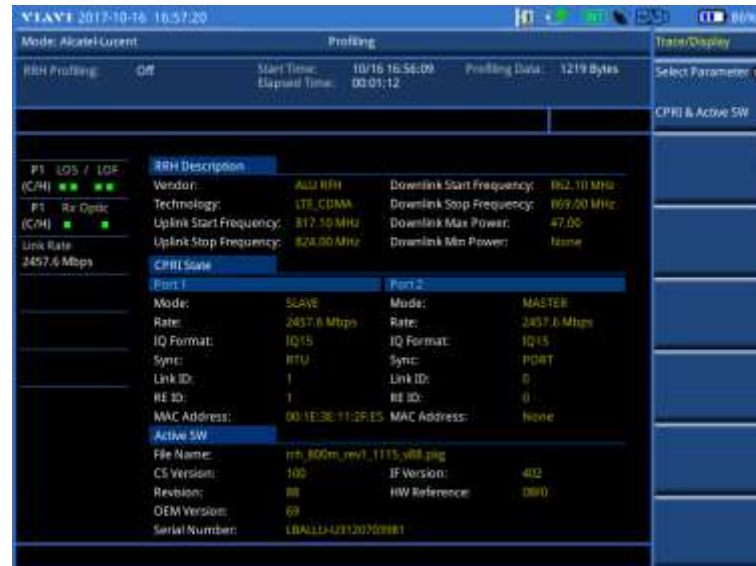 VIAVI 2017-10-16 16:57:20 86%
Mode: Alcatel-Lucent Profiling Trace/Display
RRH Profiling: Off Start Time: 10/16 16:56:09 Profiling Data: 1219 Bytes Select Parameter
Elapsed Time: 00:01:12
CPRI & Active SW
P1 LOS / LOF RRH Description
(C/H) Vendor: ALU RRH Downlink Start Frequency: 862.10 MHz
P1 Rx Optic Technology: LTE_CDMA Downlink Stop Frequency: 869.00 MHz
(C/H) Uplink Start Frequency: 817.10 MHz Downlink Max Power: 47.00
Link Rate Uplink Stop Frequency: 824.00 MHz Downlink Min Power: None
2457.6 Mbps CPRI State
Port 1 Port 2
Mode: SLAVE Mode: MASTER
Rate: 2457.6 Mbps Rate: 2457.6 Mbps
IQ Format: IQ15 IQ Format: IQ15
Sync: RTU Sync: PORT
Link ID: 1 Link ID: 0
RE ID: 1 RE ID: 0
MAC Address: MAC Address: None
Active SW
File Name: rrh_800m_rev1_1115_v88.pkg
CS Version: 100 IF Version: 402
Revision: 88 HW Reference:
OEM Version: 69
Serial Number: